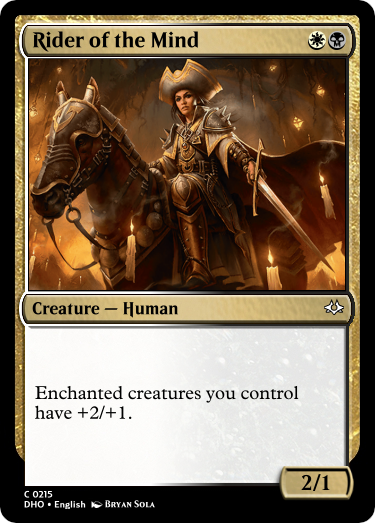 Rider of the Mind
Creature — Human
Enchanted creatures you control
have +2/+1.
2/1
C 0215
DHO • English Bryan Sola